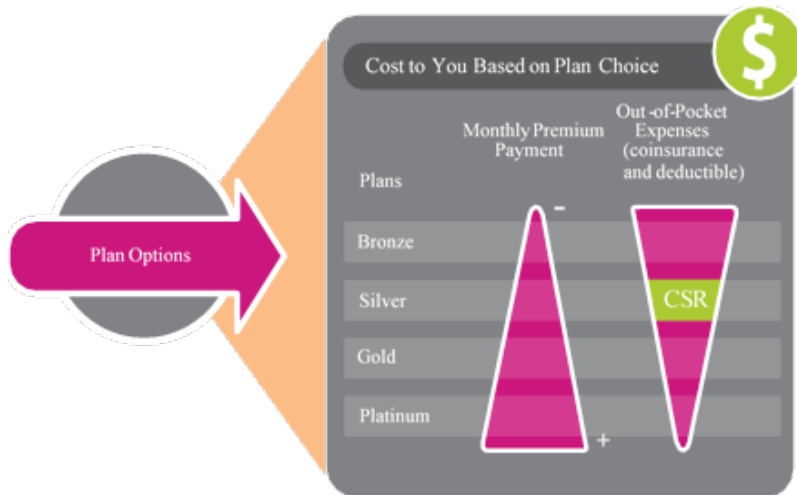 $
Cost to You Based on Plan Choice
Monthly Premium
Payment
Out-of-Pocket
Expenses
(coinsurance
and deductible)
Plans
-
Bronze
Plan Options
Silver
CSR
Gold
Platinum
+